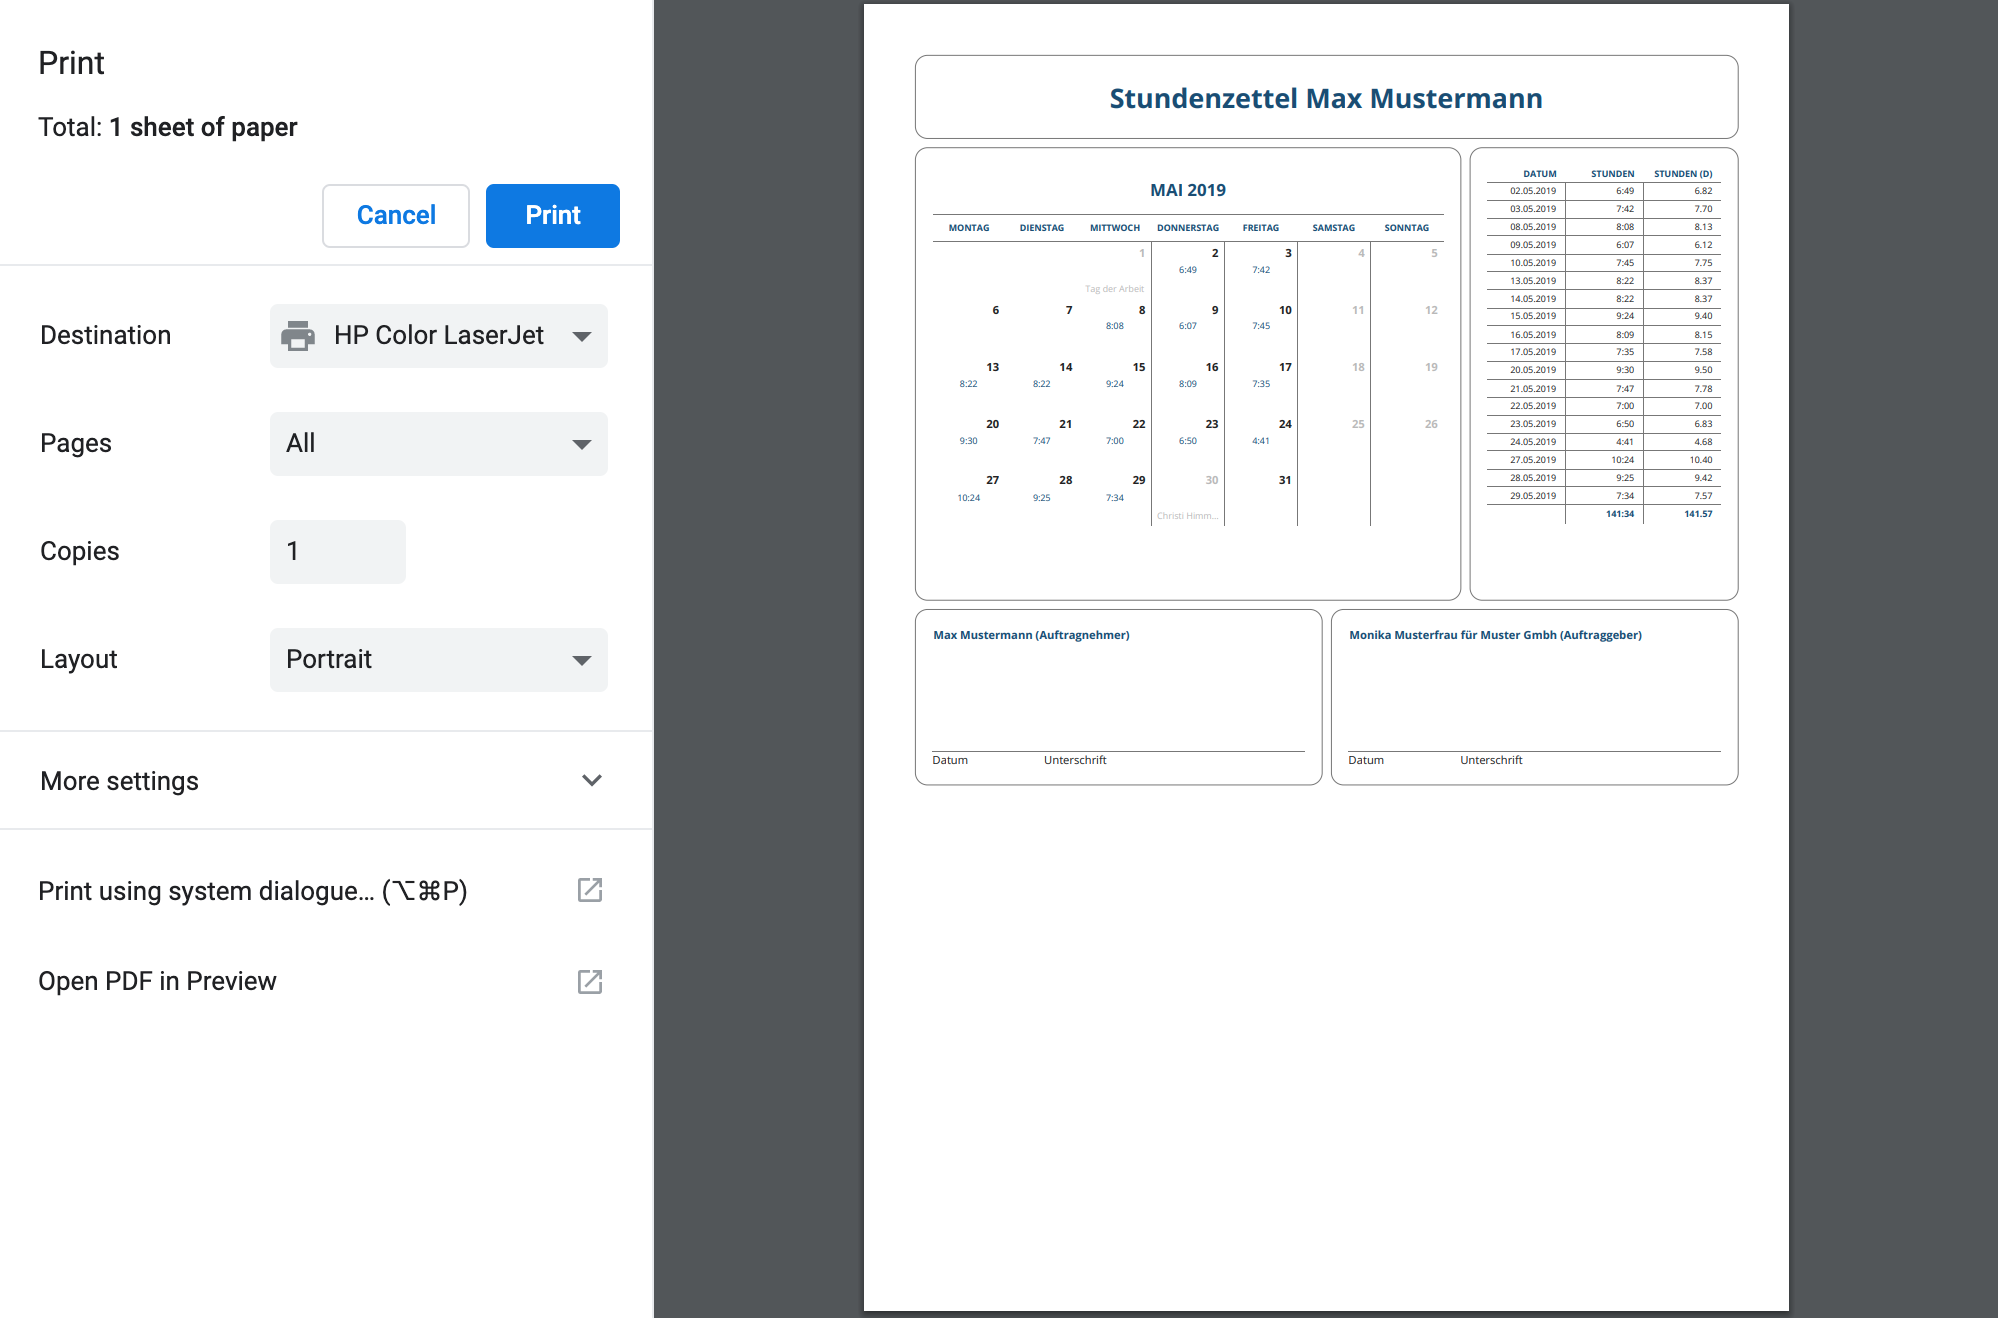 Print
Total: 1 sheet of paper
Cancel Print
Destination HP Color LaserJet
Pages All
Copies 1
Layout Portrait
More settings
Print using system dialogue... (⌥⌘P)
Open PDF in Preview
Stundenzettel Max Mustermann
MAI 2019
MONTAG DIENSTAG MITTWOCH DONNERSTAG FREITAG SAMSTAG SONNTAG
1 2 3 4 5
6:49 7:42
Tag der Arbeit
6 7 8 9 10 11 12
8:08 6:07 7:45
13 14 15 16 17 18 19
8:22 8:22 9:24 8:09 7:35
20 21 22 23 24 25 26
9:30 7:47 7:00 6:50 4:41
27 28 29 30 31
10:24 9:25 7:34
Christi Himm...
DATUM STUNDEN STUNDEN (D)
02.05.2019 6:49 6.82
03.05.2019 7:42 7.70
08.05.2019 8:08 8.13
09.05.2019 6:07 6.12
10.05.2019 7:45 7.75
13.05.2019 8:22 8.37
14.05.2019 8:22 8.37
15.05.2019 9:24 9.40
16.05.2019 8:09 8.15
17.05.2019 7:35 7.58
20.05.2019 9:30 9.50
21.05.2019 7:47 7.78
22.05.2019 7:00 7.00
23.05.2019 6:50 6.83
24.05.2019 4:41 4.68
27.05.2019 10:24 10.40
28.05.2019 9:25 9.42
29.05.2019 7:34 7.57
141:34 141.57
Max Mustermann (Auftragnehmer)
Datum Unterschrift
Monika Musterfrau für Muster Gmbh (Auftraggeber)
Datum Unterschrift